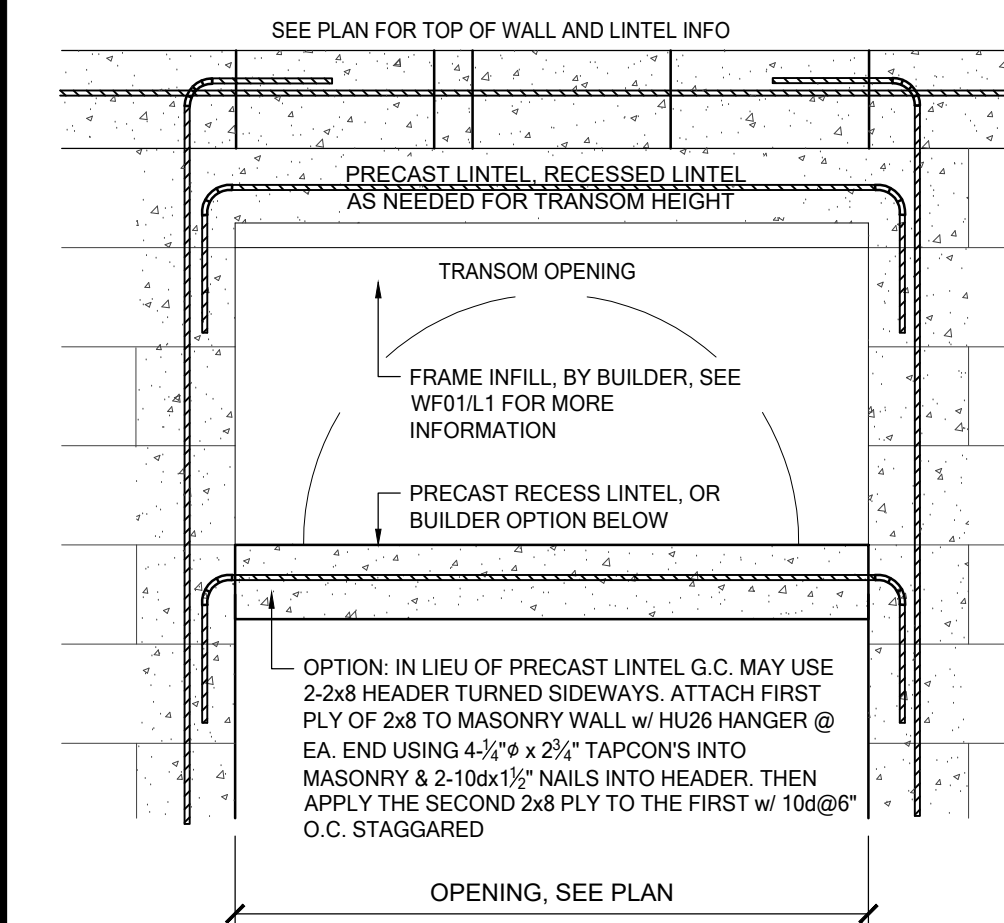 SEE PLAN FOR TOP OF WALL AND LINTEL INFO
PRECAST LINTEL, RECESSED LINTEL
AS NEEDED FOR TRANSOM HEIGHT
TRANSOM OPENING
FRAME INFILL, BY BUILDER, SEE
WF01/L1 FOR MORE
INFORMATION
PRECAST RECESS LINTEL, OR
BUILDER OPTION BELOW
OPTION: IN LIEU OF PRECAST LINTEL G.C. MAY USE
2-2x8 HEADER TURNED SIDEWAYS. ATTACH FIRST
PLY OF 2x8 TO MASONRY WALL w/ HU26 HANGER @
EA. END USING 4-¼"⌀ x 2¾" TAPCON'S INTO
MASONRY & 2-10dx1½" NAILS INTO HEADER. THEN
APPLY THE SECOND 2x8 PLY TO THE FIRST w/ 10d@6"
O.C. STAGGARED
OPENING, SEE PLAN